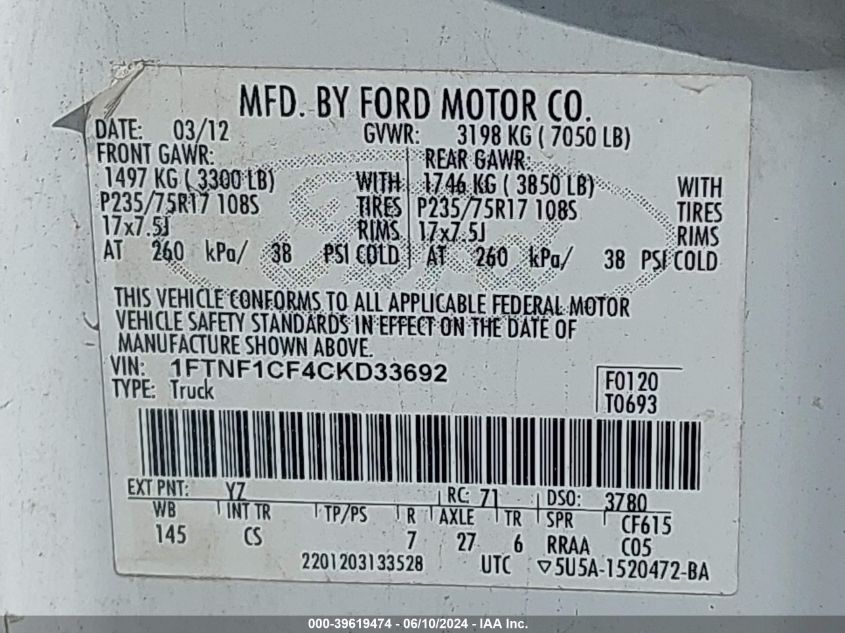 MFD. BY FORD MOTOR CO.
DATE: 03/12 GVWR: 3198 KG ( 7050 LB)
FRONT GAWR: REAR GAWR:
1497 KG ( 3300 LB) WITH 1746 KG ( 3850 LB) WITH
P235/75R17 108S TIRES P235/75R17 108S TIRES
17x7.5J RIMS 17x7.5J RIMS
AT 260 kPa/ 38 PSI COLD AT 260 kPa/ 38 PSI COLD
THIS VEHICLE CONFORMS TO ALL APPLICABLE FEDERAL MOTOR
VEHICLE SAFETY STANDARDS IN EFFECT ON THE DATE OF
MANUFACTURE SHOWN ABOVE.
VIN: 1FTNF1CF4CKD33692
TYPE: Truck
F0120
T0693
EXT PNT: YZ RC: 71 DSO: 3780
WB INT TR TP/PS R AXLE TR SPR CF615
145 CS 7 27 6 RRAA C05
2201203133528 UTC ▽5U5A-1520472-BA
000-39619474 - 06/10/2024 - IAA Inc.